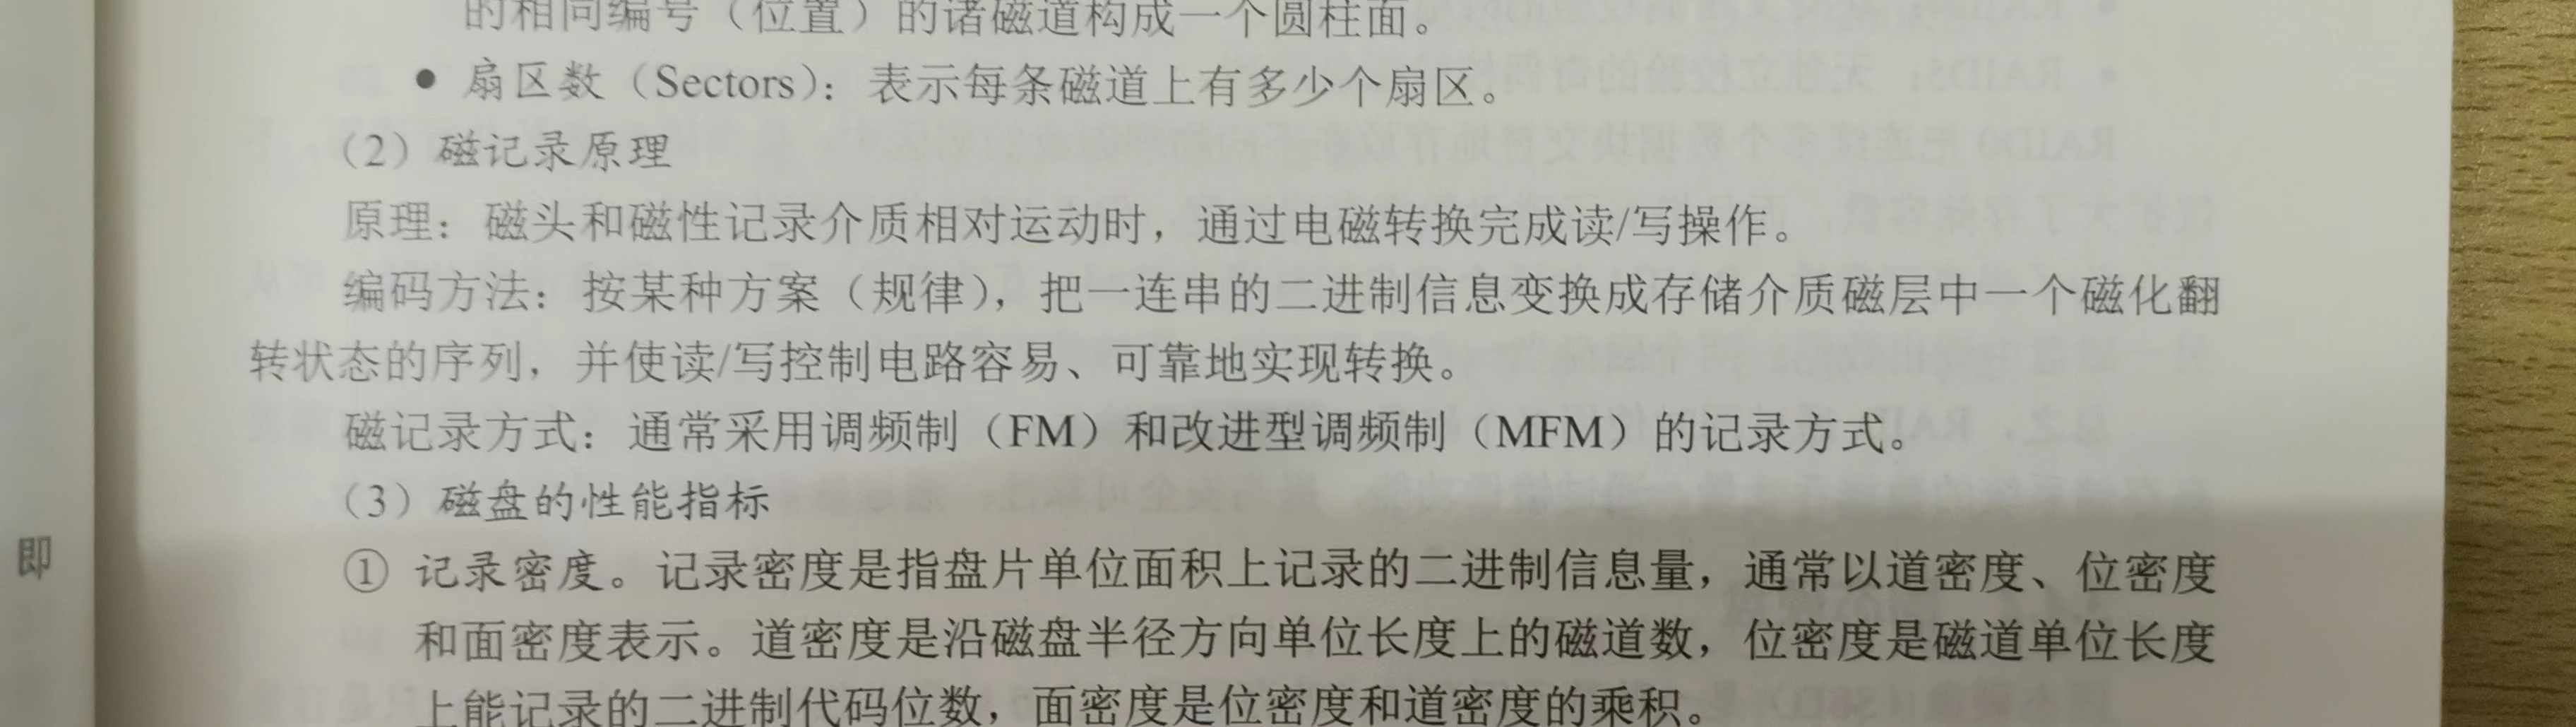 的相同编号（位置）的诸磁道构成一个圆柱面。
● 扇区数（Sectors）：表示每条磁道上有多少个扇区。
（2）磁记录原理
原理：磁头和磁性记录介质相对运动时，通过电磁转换完成读/写操作。
编码方法：按某种方案（规律），把一连串的二进制信息变换成存储介质磁层中一个磁化翻
转状态的序列，并使读/写控制电路容易、可靠地实现转换。
磁记录方式：通常采用调频制（FM）和改进型调频制（MFM）的记录方式。
（3）磁盘的性能指标
① 记录密度。记录密度是指盘片单位面积上记录的二进制信息量，通常以道密度、位密度
和面密度表示。道密度是沿磁盘半径方向单位长度上的磁道数，位密度是磁道单位长度
上能记录的二进制代码位数，面密度是位密度和道密度的乘积。
即